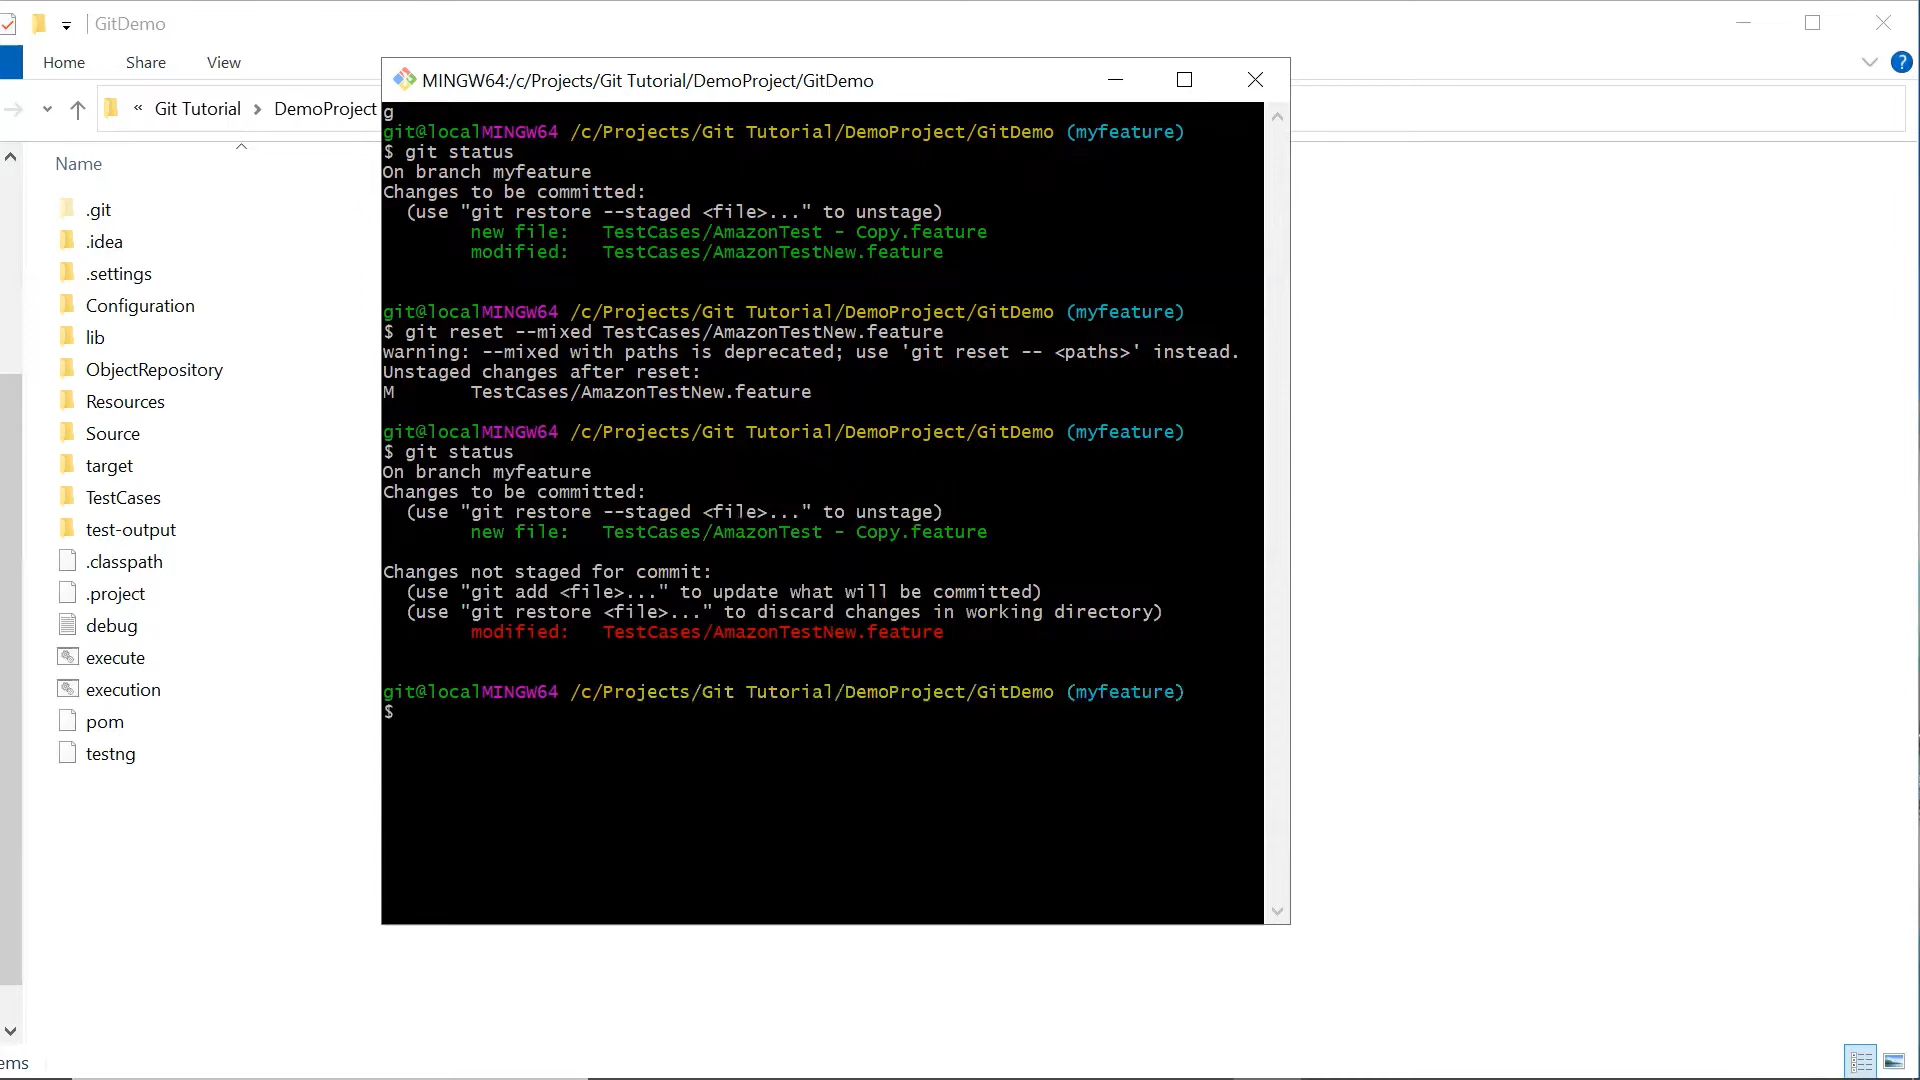 GitDemo
Home Share View
?
« Git Tutorial > DemoProject
Name
.git
.idea
.settings
Configuration
lib
ObjectRepository
Resources
Source
target
TestCases
test-output
.classpath
.project
debug
execute
execution
pom
testng
ems
MINGW64:/c/Projects/Git Tutorial/DemoProject/GitDemo
g
git@localMINGW64 /c/Projects/Git Tutorial/DemoProject/GitDemo (myfeature)
$ git status
On branch myfeature
Changes to be committed:
(use "git restore --staged <file>..." to unstage)
new file:   TestCases/AmazonTest - Copy.feature
modified:   TestCases/AmazonTestNew.feature
git@localMINGW64 /c/Projects/Git Tutorial/DemoProject/GitDemo (myfeature)
$ git reset --mixed TestCases/AmazonTestNew.feature
warning: --mixed with paths is deprecated; use 'git reset -- <paths>' instead.
Unstaged changes after reset:
M       TestCases/AmazonTestNew.feature
git@localMINGW64 /c/Projects/Git Tutorial/DemoProject/GitDemo (myfeature)
$ git status
On branch myfeature
Changes to be committed:
(use "git restore --staged <file>..." to unstage)
new file:   TestCases/AmazonTest - Copy.feature
Changes not staged for commit:
(use "git add <file>..." to update what will be committed)
(use "git restore <file>..." to discard changes in working directory)
modified:   TestCases/AmazonTestNew.feature
git@localMINGW64 /c/Projects/Git Tutorial/DemoProject/GitDemo (myfeature)
$